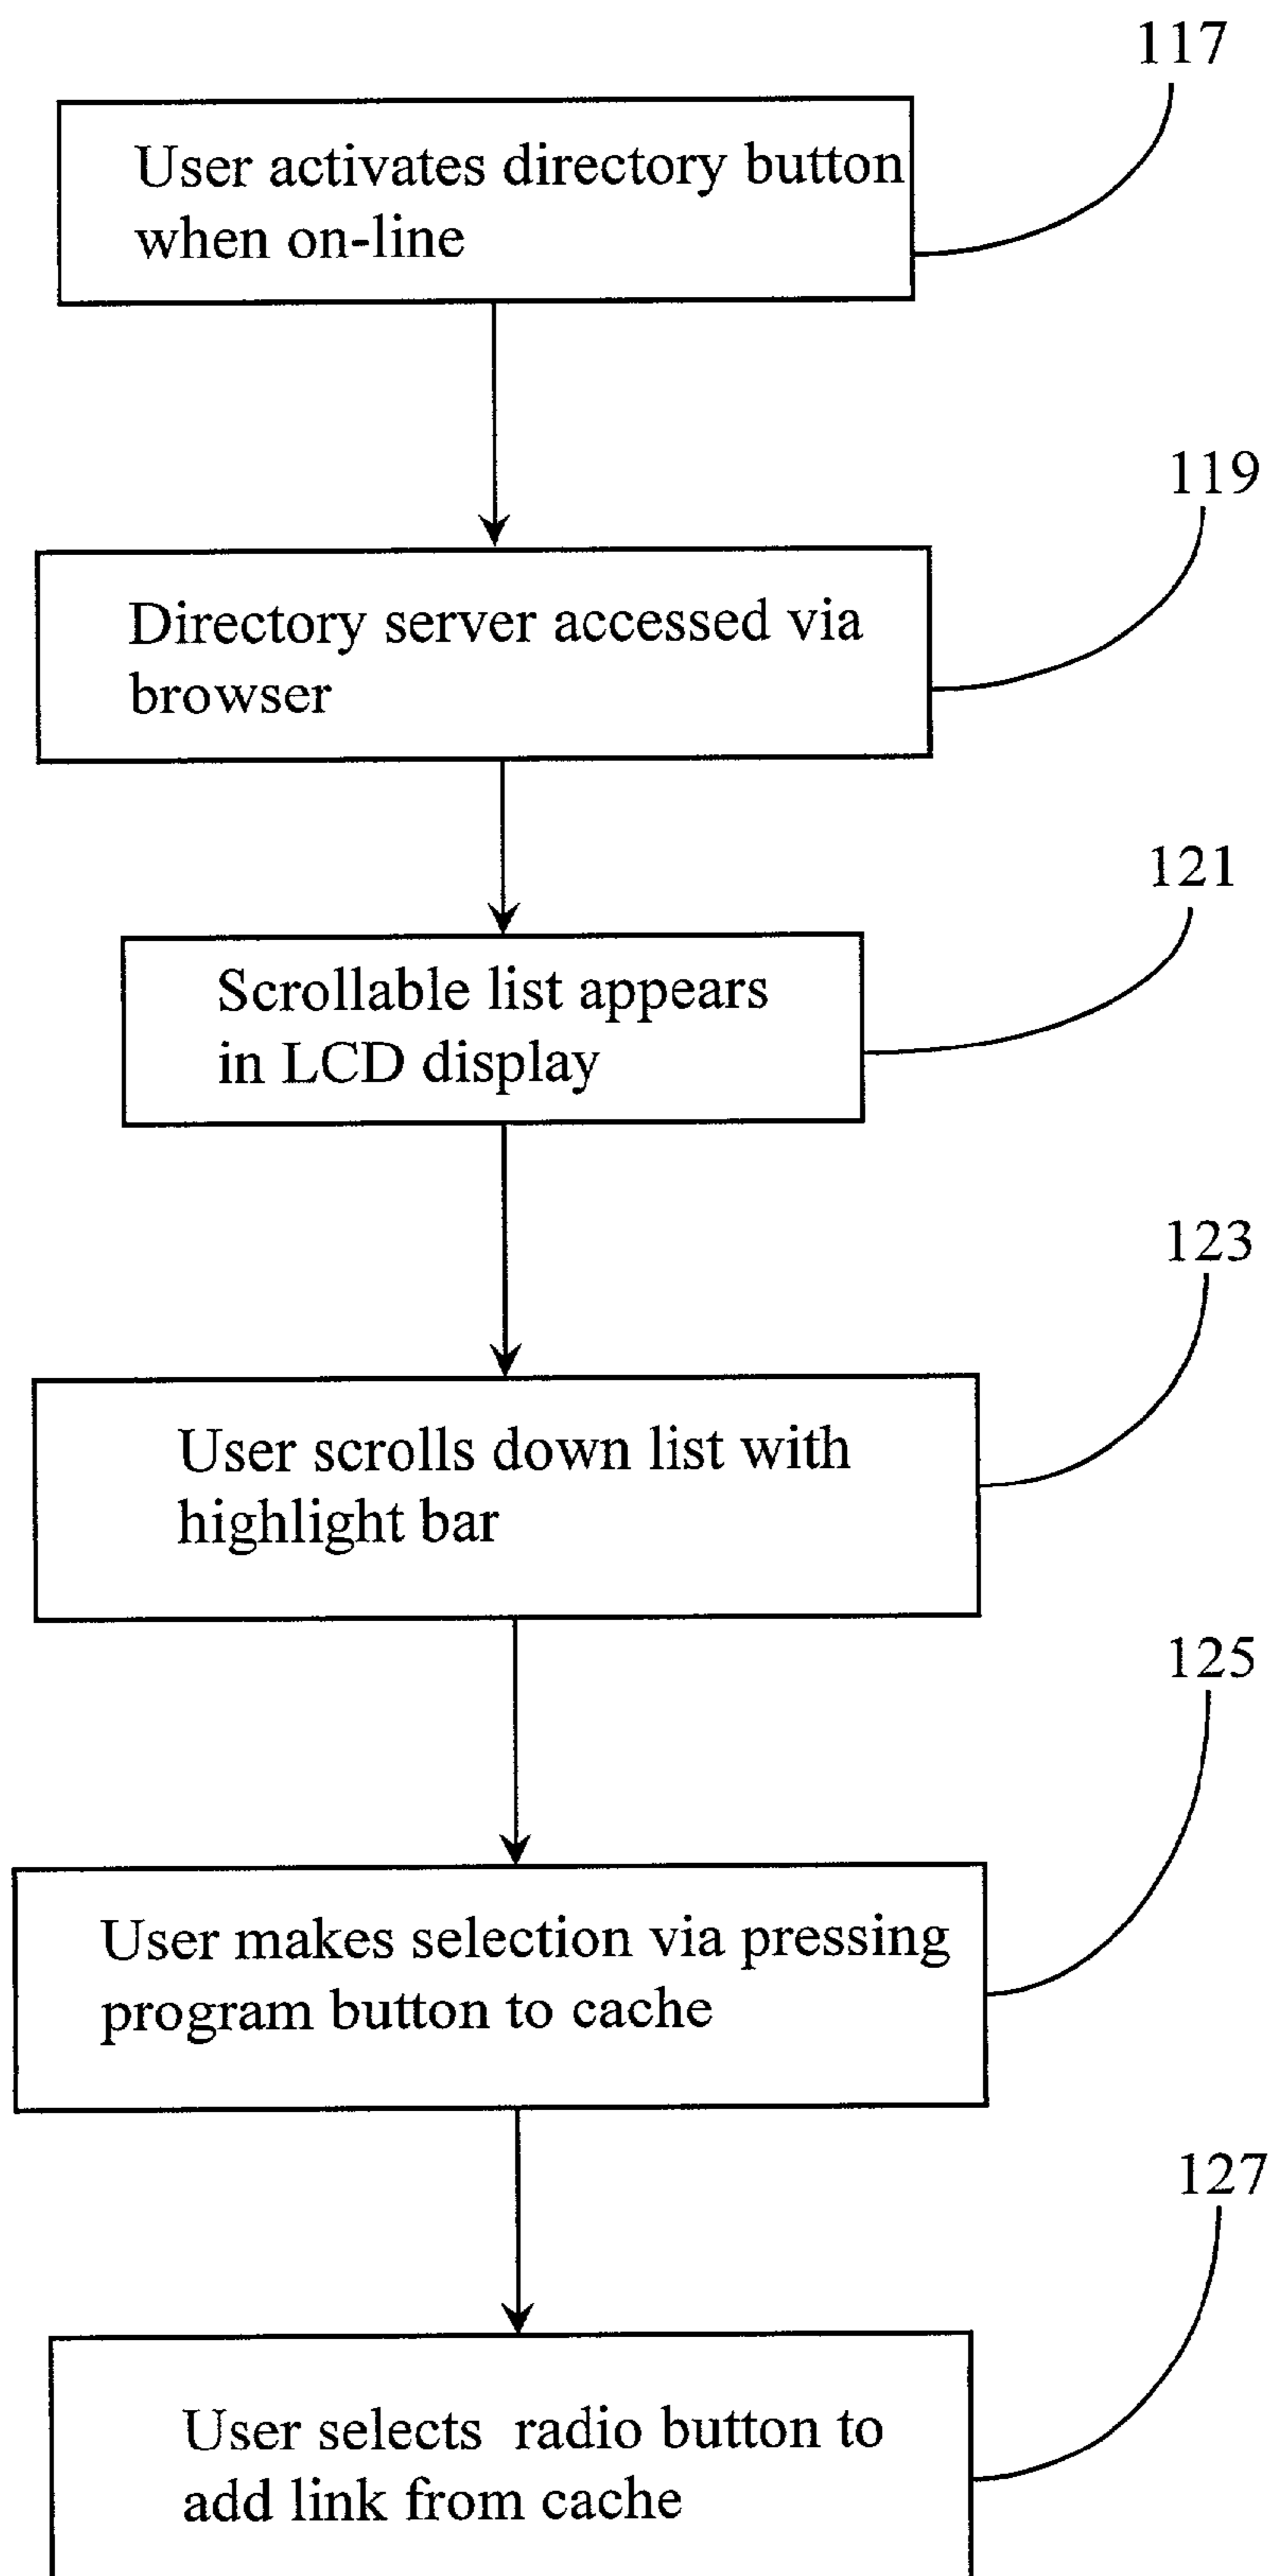 117
User activates directory button
when on-line
119
Directory server accessed via
browser
121
Scrollable list appears
in LCD display
123
User scrolls down list with
highlight bar
125
User makes selection via pressing
program button to cache
127
User selects radio button to
add link from cache